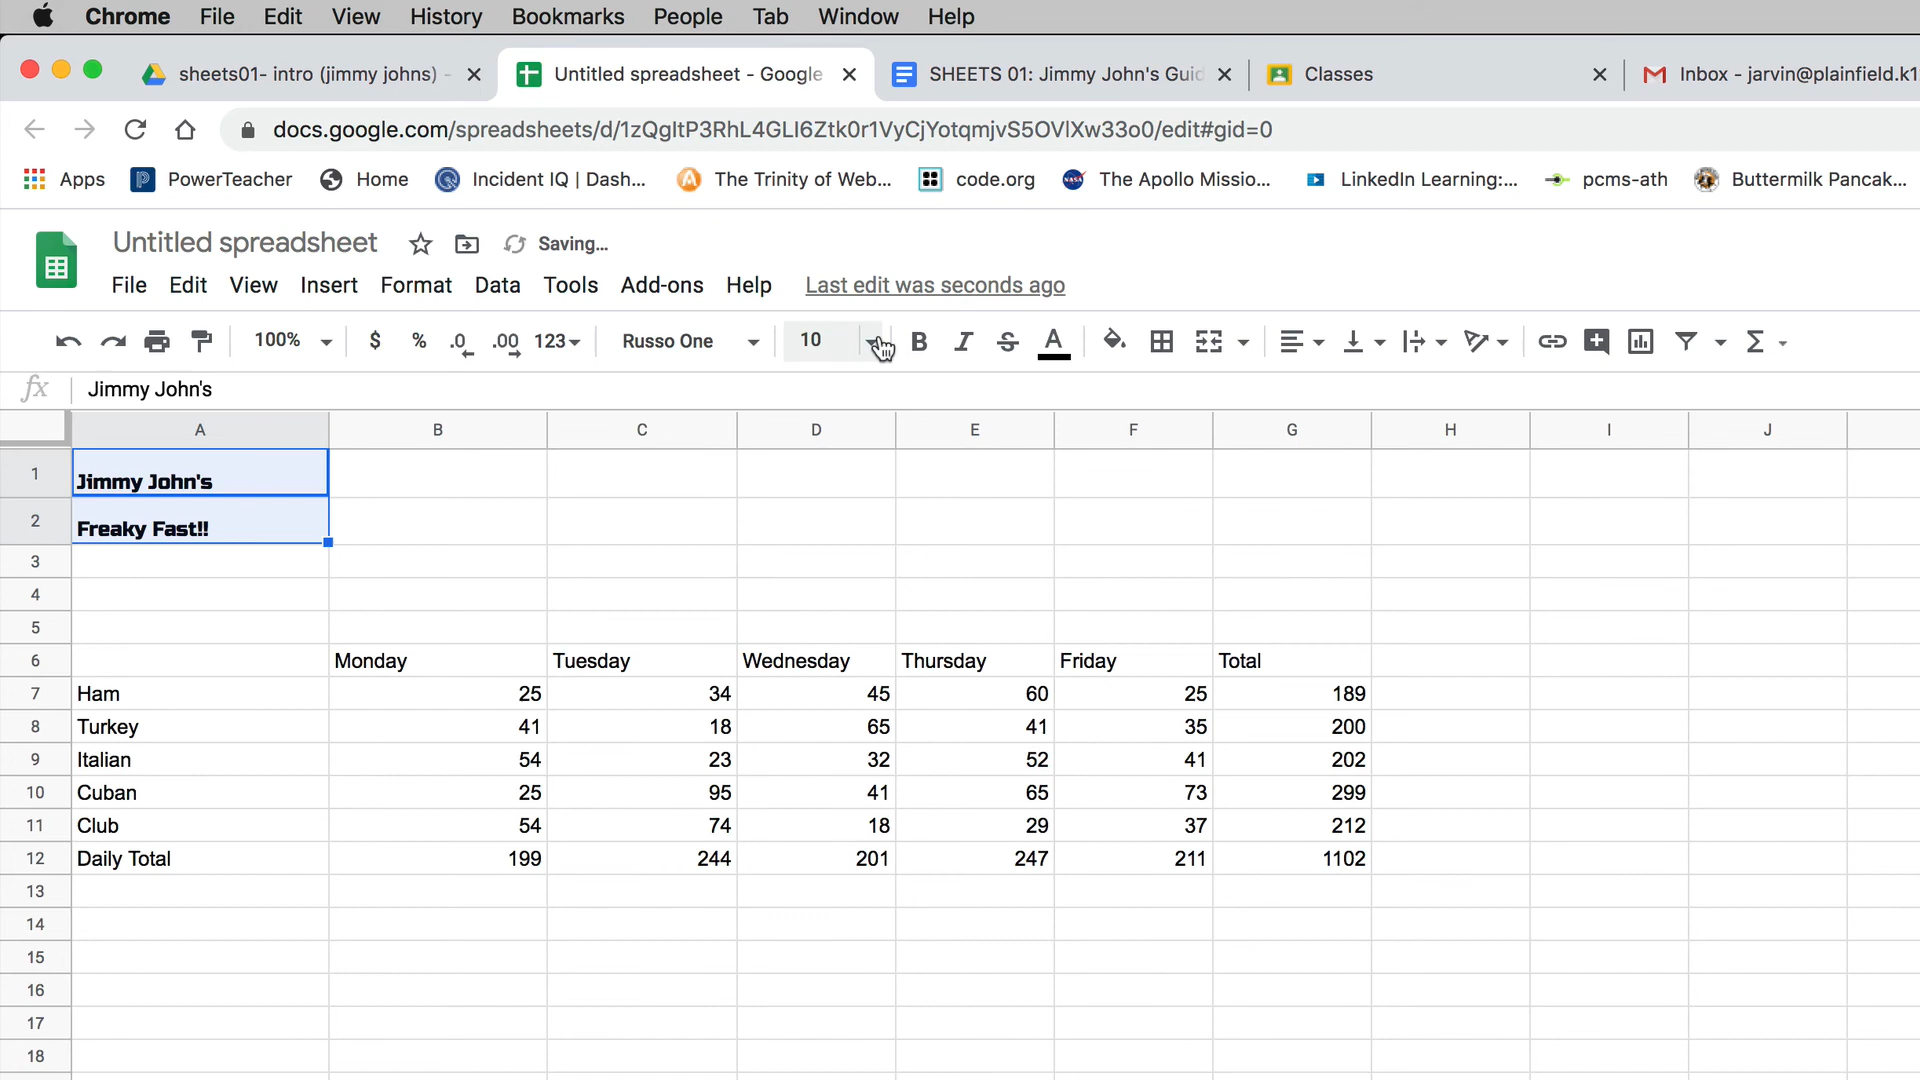 Chrome File Edit View History Bookmarks People Tab Window Help
sheets01- intro (jimmy johns) - Untitled spreadsheet - Google SHEETS 01: Jimmy John's Guid Classes Inbox - jarvin@plainfield.k1
docs.google.com/spreadsheets/d/1zQgItP3RhL4GLI6Ztk0r1VyCjYotqmjvS5OVlXw33o0/edit#gid=0
Apps PowerTeacher Home Incident IQ | Dash... The Trinity of Web... code.org The Apollo Missio... LinkedIn Learning:... pcms-ath Buttermilk Pancak...
Untitled spreadsheet Saving...
File Edit View Insert Format Data Tools Add-ons Help Last edit was seconds ago
100% $ % .0 .00 123 Russo One 10 B I S A Σ
fx Jimmy John's
A B C D E F G H I J
1 Jimmy John's
2 Freaky Fast!!
3
4
5
6 Monday Tuesday Wednesday Thursday Friday Total
7 Ham 25 34 45 60 25 189
8 Turkey 41 18 65 41 35 200
9 Italian 54 23 32 52 41 202
10 Cuban 25 95 41 65 73 299
11 Club 54 74 18 29 37 212
12 Daily Total 199 244 201 247 211 1102
13
14
15
16
17
18